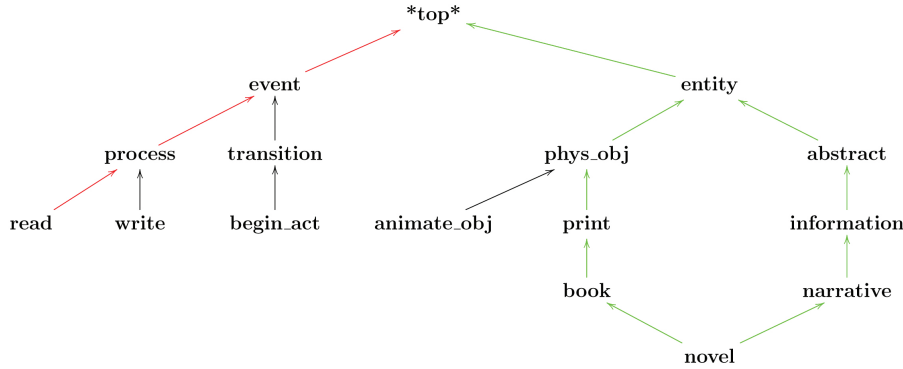 *top*
event entity
process transition phys_obj abstract
read write begin_act animate_obj print information
book narrative
novel